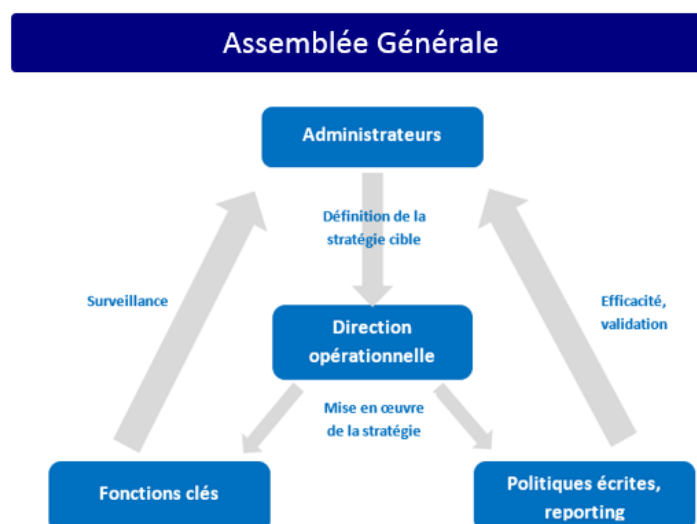 Assemblée Générale
Administrateurs
Définition de la
stratégie cible
Surveillance
Efficacité,
validation
Direction
opérationnelle
Mise en œuvre
de la stratégie
Fonctions clés
Politiques écrites,
reporting